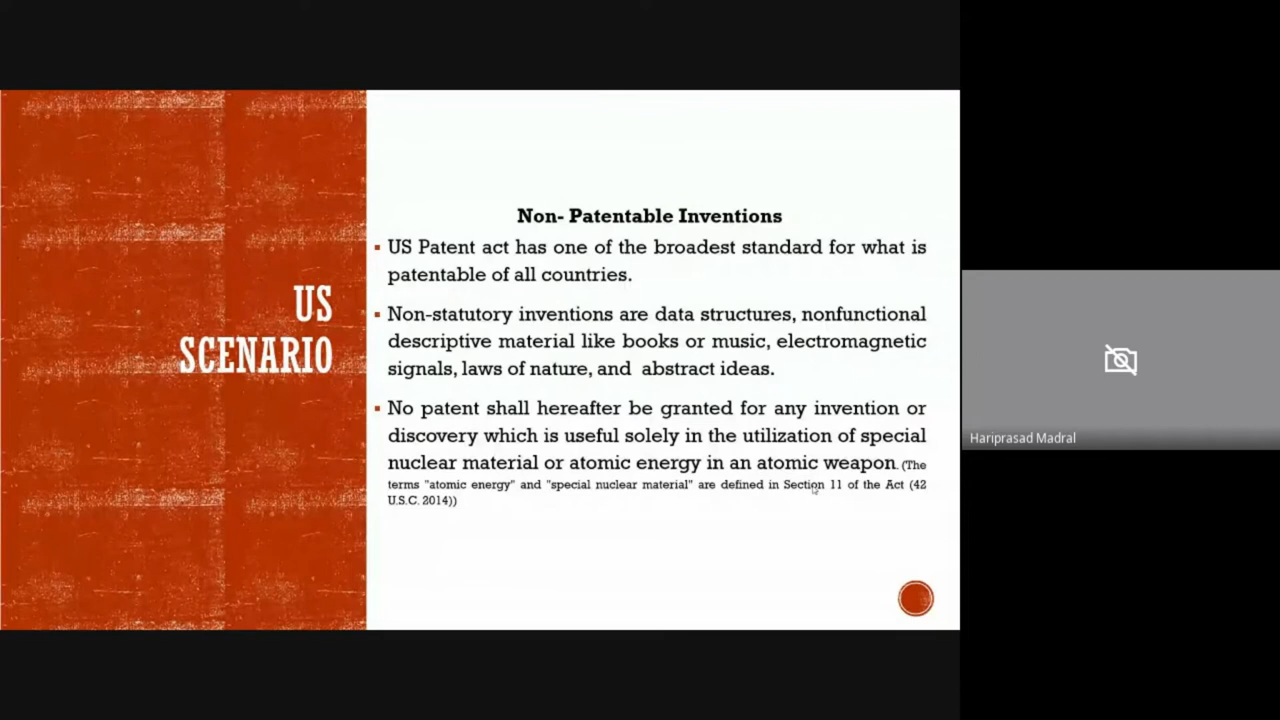 US
SCENARIO
Non- Patentable Inventions
▪ US Patent act has one of the broadest standard for what is
patentable of all countries.
▪ Non-statutory inventions are data structures, nonfunctional
descriptive material like books or music, electromagnetic
signals, laws of nature, and abstract ideas.
▪ No patent shall hereafter be granted for any invention or
discovery which is useful solely in the utilization of special
nuclear material or atomic energy in an atomic weapon. (The
terms "atomic energy" and "special nuclear material" are defined in Section 11 of the Act (42
U.S.C. 2014))
Hariprasad Madral